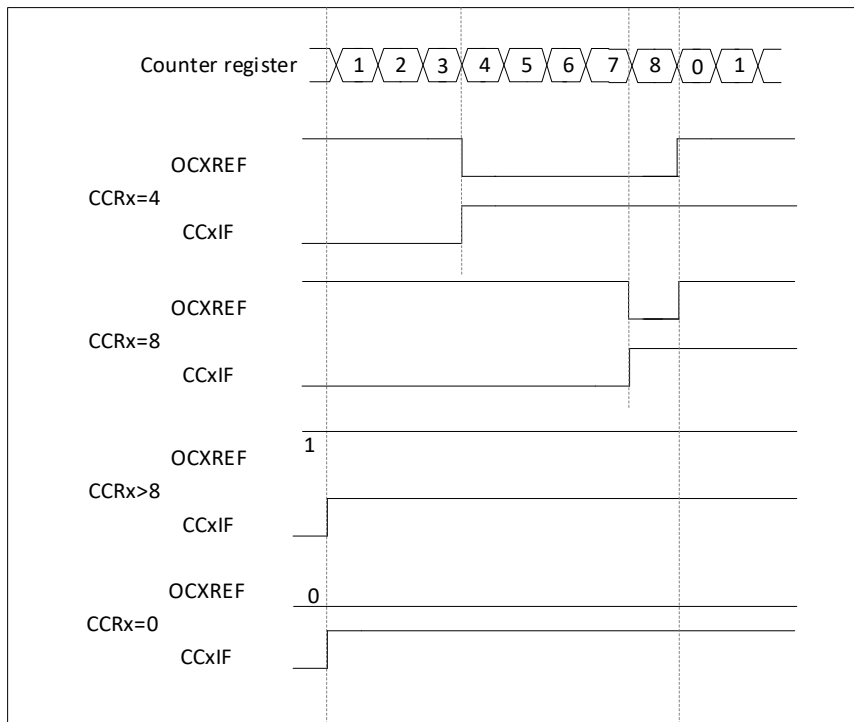 Counter register 1 2 3 4 5 6 7 8 0 1
OCXREF
CCRx=4
CCxIF
OCXREF
CCRx=8
CCxIF
OCXREF 1
CCRx>8
CCxIF
OCXREF 0
CCRx=0
CCxIF